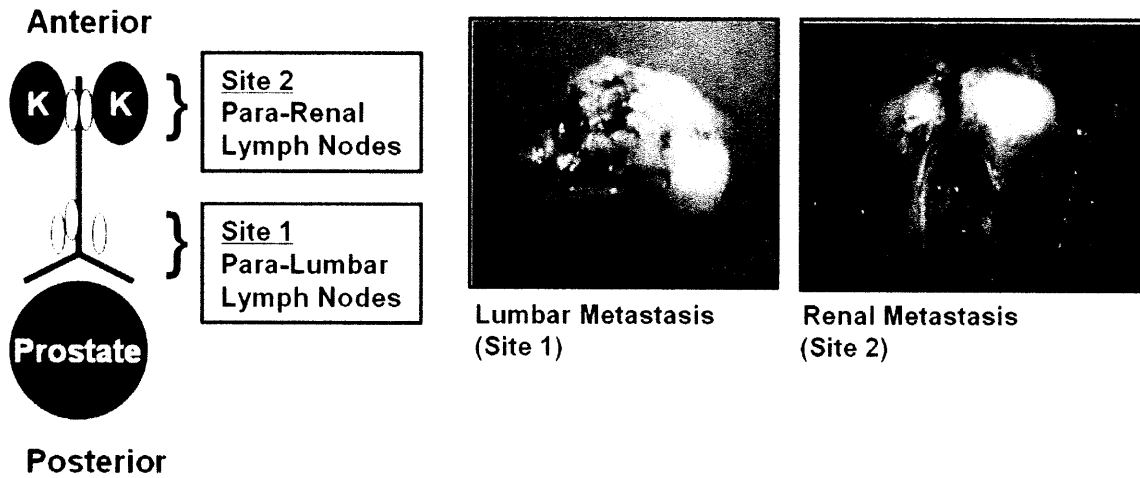 Anterior
K
K
Site 2
Para-Renal
Lymph Nodes
Site 1
Para-Lumbar
Lymph Nodes
Prostate
Posterior
Lumbar Metastasis
(Site 1)
Renal Metastasis
(Site 2)